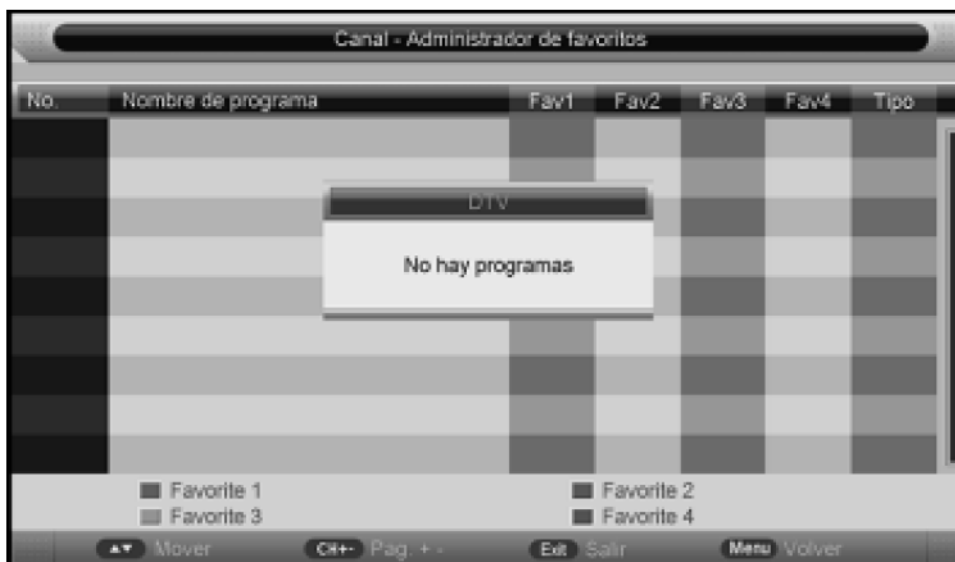 Canal - Administrador de favoritos
No. Nombre de programa Fav1 Fav2 Fav3 Fav4 Tipo
DTV
No hay programas
Favorite 1 Favorite 2
Favorite 3 Favorite 4
▲▼ Mover CH+- Pag. + - Exit Salir Menu Volver